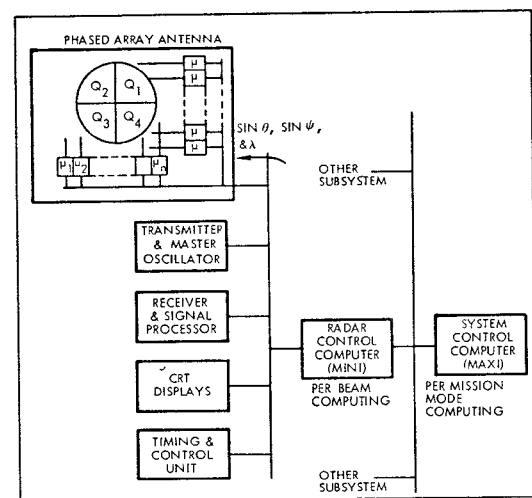 PHASED ARRAY ANTENNA
Q2 Q1
Q3 Q4
μ
μ
μ
μ
μ1 μ2 μn
SIN θ, SIN ψ,
&λ
OTHER
SUBSYSTEM
TRANSMITTER
& MASTER
OSCILLATOR
RECEIVER
& SIGNAL
PROCESSOR
RADAR
CONTROL
COMPUTER
(MINI)
SYSTEM
CONTROL
COMPUTER
(MAXI)
PER BEAM
COMPUTING
PER MISSION
MODE
COMPUTING
CRT
DISPLAYS
TIMING &
CONTROL
UNIT
OTHER
SUBSYSTEM